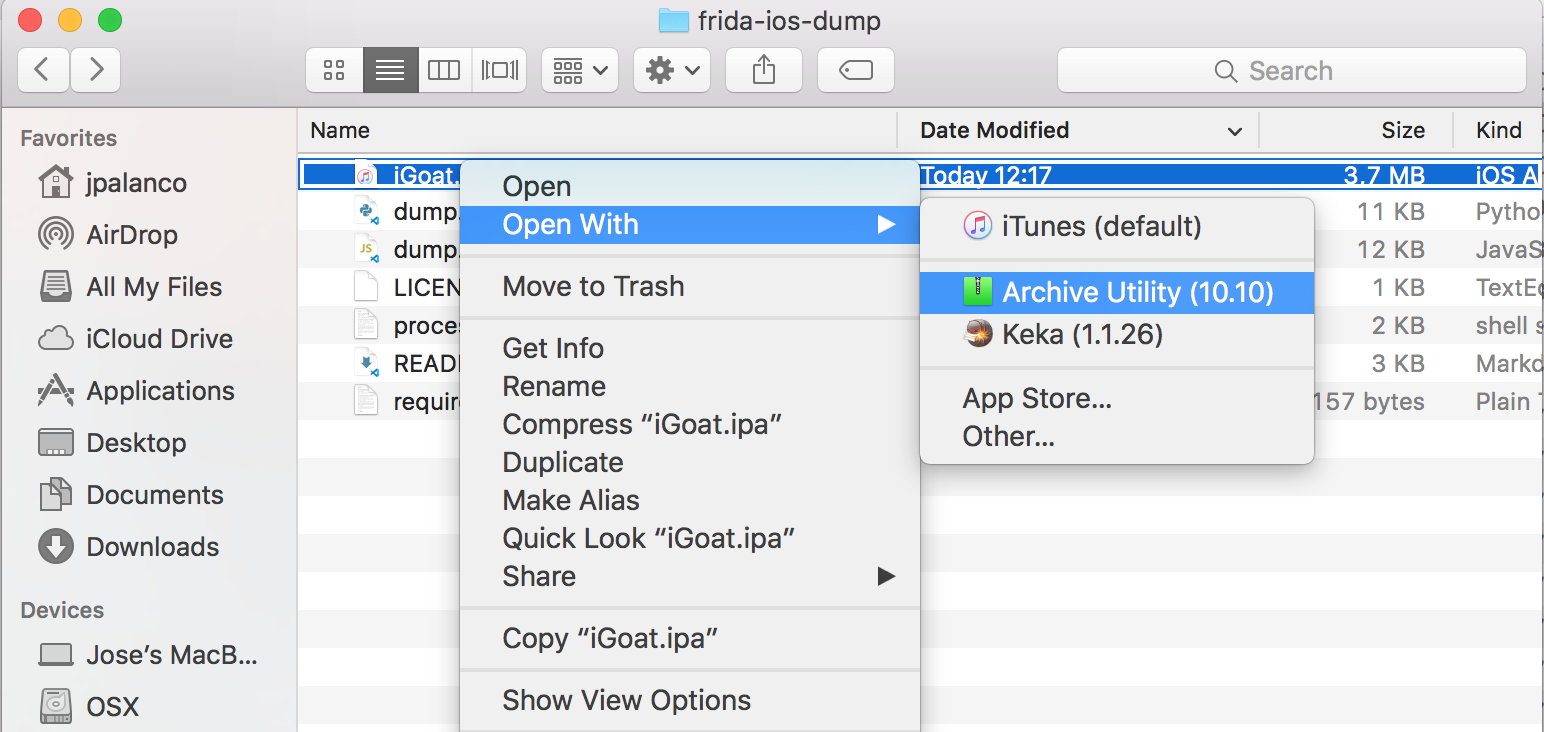 frida-ios-dump
Search
Favorites
jpalanco
AirDrop
All My Files
iCloud Drive
Applications
Desktop
Documents
Downloads
Devices
Jose’s MacB...
OSX
Name
Date Modified
Size
Kind
iGoat.
Today 12:17
3.7 MB
iOS A
dump.
11 KB
Pytho
JS
dump.
12 KB
JavaS
LICEN
1 KB
TextEd
proces
2 KB
shell s
READ
3 KB
Markd
requir
157 bytes
Plain T
Open
Open With
Move to Trash
Get Info
Rename
Compress “iGoat.ipa”
Duplicate
Make Alias
Quick Look “iGoat.ipa”
Share
Copy “iGoat.ipa”
Show View Options
iTunes (default)
Archive Utility (10.10)
Keka (1.1.26)
App Store...
Other...